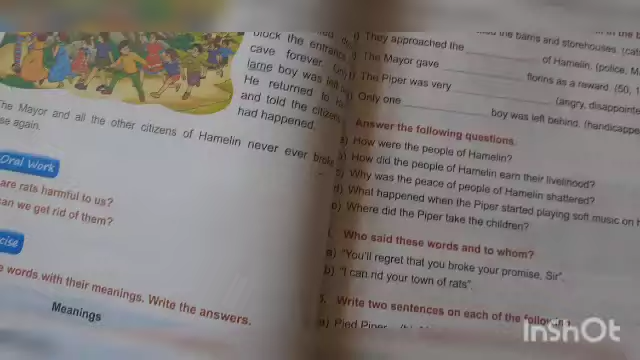 block the entrance
cave forever.
lame boy was left
He returned to
and told the citizens
had happened.
The Mayor and all the other citizens of Hamelin never ever broke
again.
Oral Work
are rats harmful to us?
can we get rid of them?
words with their meanings. Write the answers.
Meanings
the barns and storehouses.
They approached the ________ of Hamelin. (police,
The Mayor gave ________ florins as a reward. (50,
The Piper was very ________ (angry,
Only one ________ boy was left behind.
Answer the following questions.
How were the people of Hamelin?
How did the people of Hamelin earn their livelihood?
Why was the peace of people of Hamelin shattered?
What happened when the Piper started playing soft music on
Where did the Piper take the children?
Who said these words and to whom?
a) "You'll regret that you broke your promise, Sir".
b) "I can rid your town of rats".
Write two sentences on each of the following
a) Pied Piper
InShOt